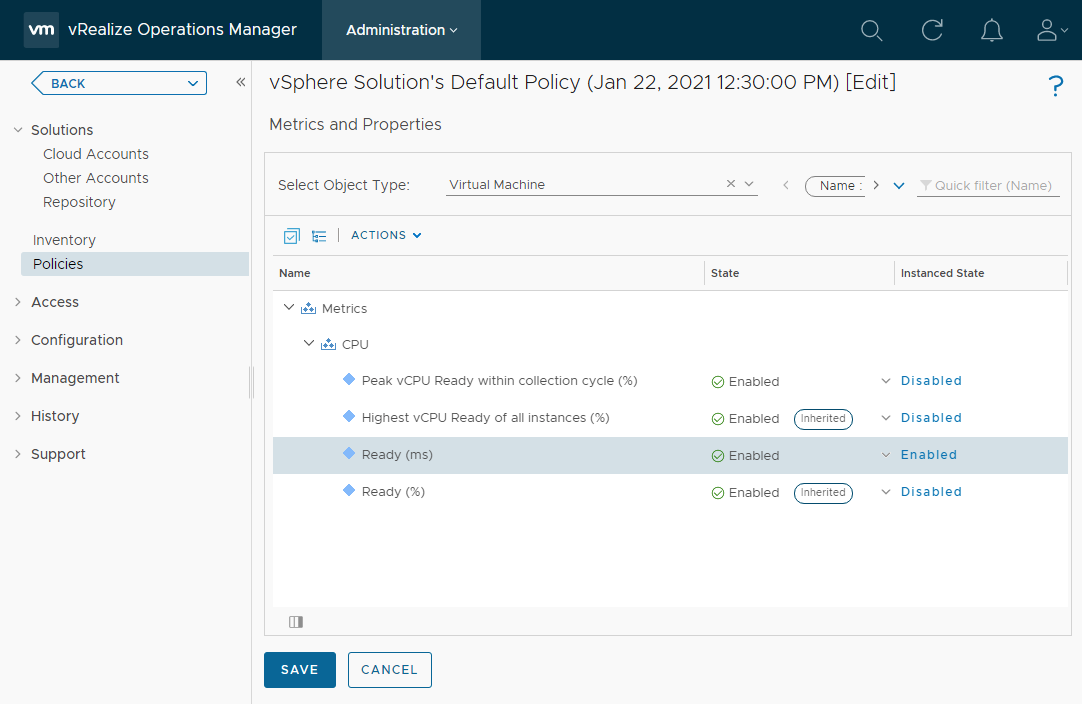 vm vRealize Operations Manager Administration
BACK
vSphere Solution's Default Policy (Jan 22, 2021 12:30:00 PM) [Edit] ?
Metrics and Properties
Solutions
Cloud Accounts
Other Accounts
Repository
Inventory
Policies
Access
Configuration
Management
History
Support
Select Object Type: Virtual Machine Name : Quick filter (Name)
ACTIONS
Name State Instanced State
Metrics
CPU
Peak vCPU Ready within collection cycle (%) Enabled Disabled
Highest vCPU Ready of all instances (%) Enabled Inherited Disabled
Ready (ms) Enabled Enabled
Ready (%) Enabled Inherited Disabled
SAVE CANCEL